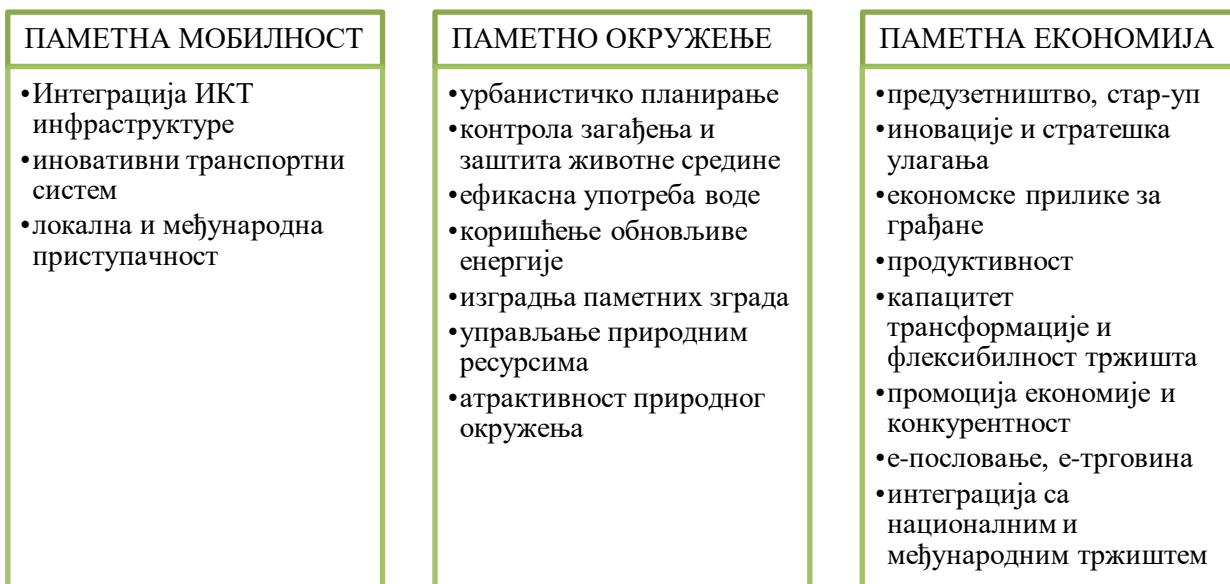 ПАМЕТНА МОБИЛНОСТ
•Интеграција ИКТ
инфраструктуре
•иновативни транспортни
систем
•локална и међународна
приступачност
ПАМЕТНО ОКРУЖЕЊЕ
•урбанистичко планирање
•контрола загађења и
заштита животне средине
•ефикасна употреба воде
•коришћење обновљиве
енергије
•изградња паметних зграда
•управљање природним
ресурсима
•атрактивност природног
окружења
ПАМЕТНА ЕКОНОМИЈА
•предузетништво, стар-уп
•иновације и стратешка
улагања
•економске прилике за
грађане
•продуктивност
•капацитет
трансформације и
флексибилност тржишта
•промоција економије и
конкурентност
•е-пословање, е-трговина
•интеграција са
националним и
међународним тржиштем